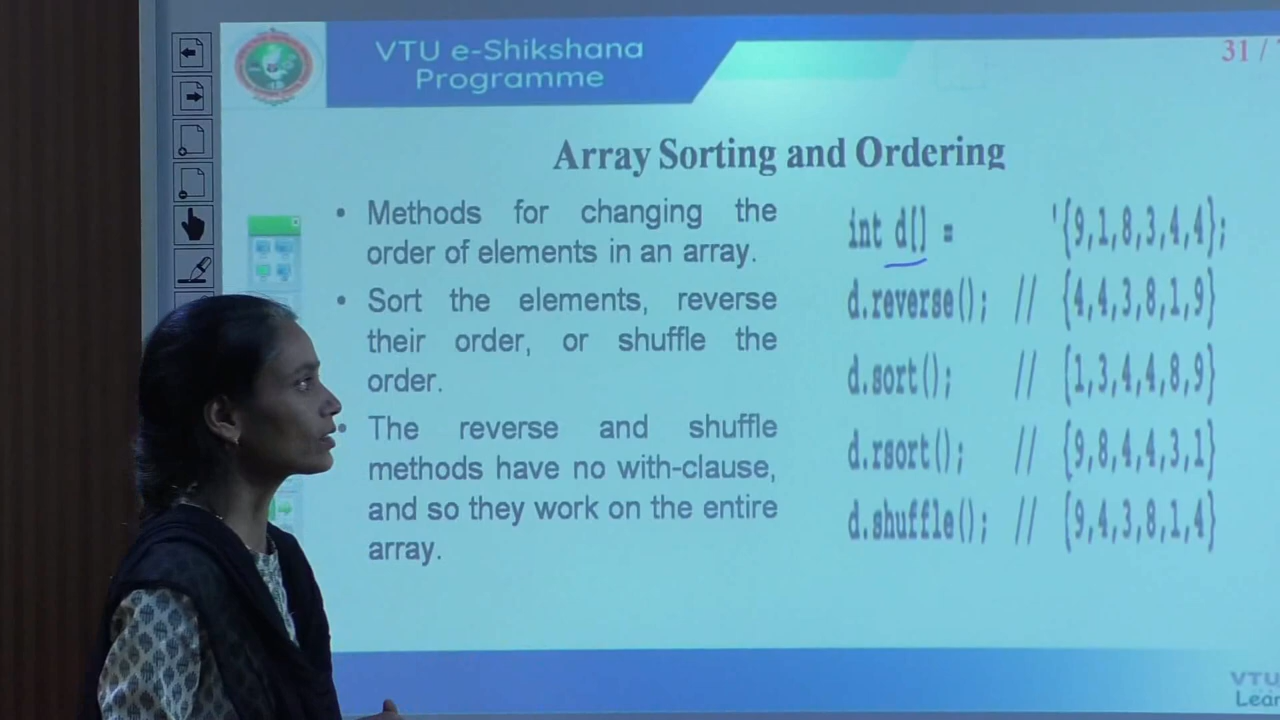 VTU e-Shikshana
Programme
31 /
Array Sorting and Ordering
• Methods for changing the
order of elements in an array.
• Sort the elements, reverse
their order, or shuffle the
order.
• The reverse and shuffle
methods have no with-clause,
and so they work on the entire
array.
int d[] = '{9,1,8,3,4,4};
d.reverse(); // {4,4,3,8,1,9}
d.sort(); // {1,3,4,4,8,9}
d.rsort(); // {9,8,4,4,3,1}
d.shuffle(); // {9,4,3,8,1,4}
VTU
Lear